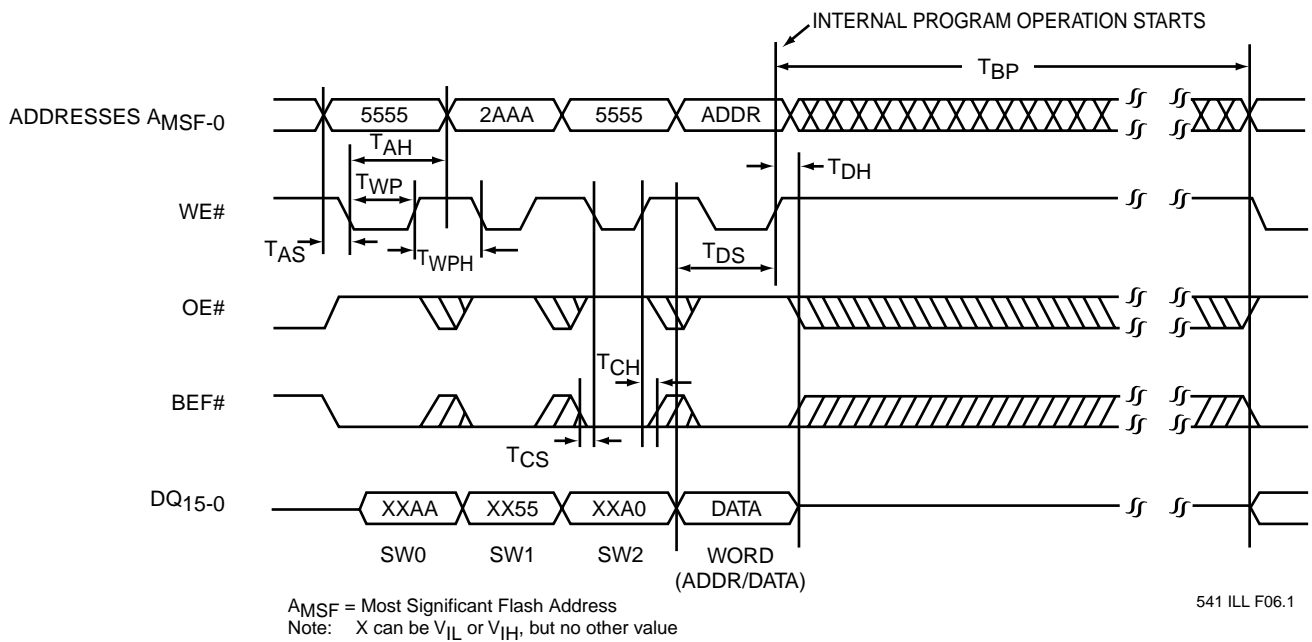 INTERNAL PROGRAM OPERATION STARTS
TBP
ADDRESSES AMSF-0
5555
2AAA
5555
ADDR
TAH
TDH
TWP
WE#
TAS
TWPH
TDS
OE#
TCH
BEF#
TCS
DQ15-0
XXAA
XX55
XXA0
DATA
SW0
SW1
SW2
WORD
(ADDR/DATA)
AMSF = Most Significant Flash Address
Note: X can be VIL or VIH, but no other value
541 ILL F06.1